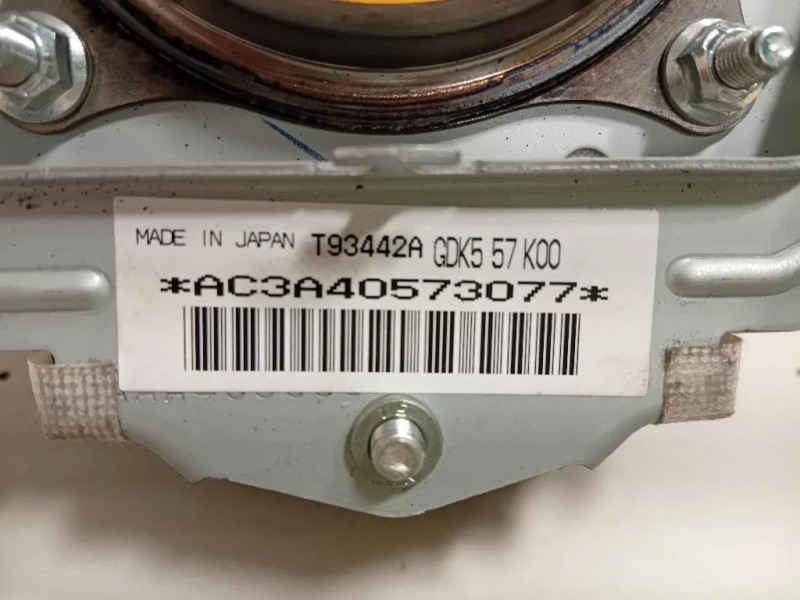 MADE IN JAPAN T93442A GDK5 57 K00
*AC3A40573077*